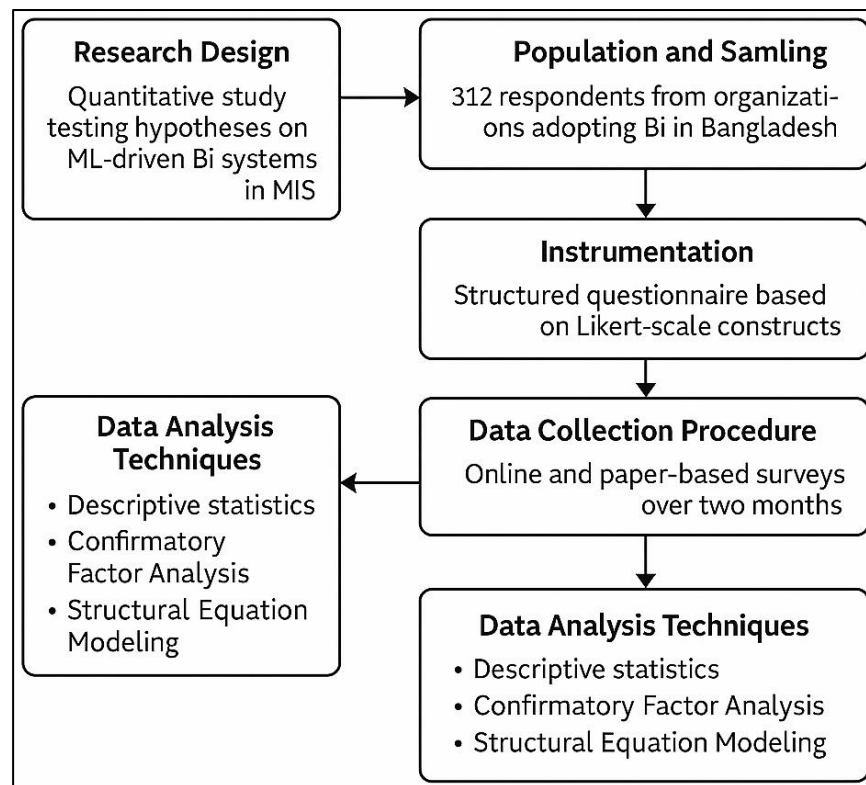 Research Design
Quantitative study
testing hypotheses on
ML-driven Bi systems
in MIS
Population and Samling
312 respondents from organizati-
ons adopting Bi in Bangladesh
Instrumentation
Structured questionnaire based
on Likert-scale constructs
Data Collection Procedure
Online and paper-based surveys
over two months
Data Analysis
Techniques
• Descriptive statistics
• Confirmatory
Factor Analysis
• Structural Equation
Modeling
Data Analysis Techniques
• Descriptive statistics
• Confirmatory Factor Analysis
• Structural Equation Modeling